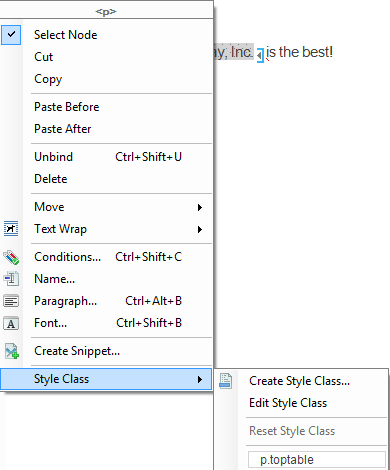 <p>
Select Node
Cut
Copy
ny, Inc. is the best!
Paste Before
Paste After
Unbind Ctrl+Shift+U
Delete
Move
Text Wrap
Conditions... Ctrl+Shift+C
Name...
Paragraph... Ctrl+Alt+B
Font... Ctrl+Shift+B
Create Snippet...
Style Class
Create Style Class...
Edit Style Class
Reset Style Class
p.toptable